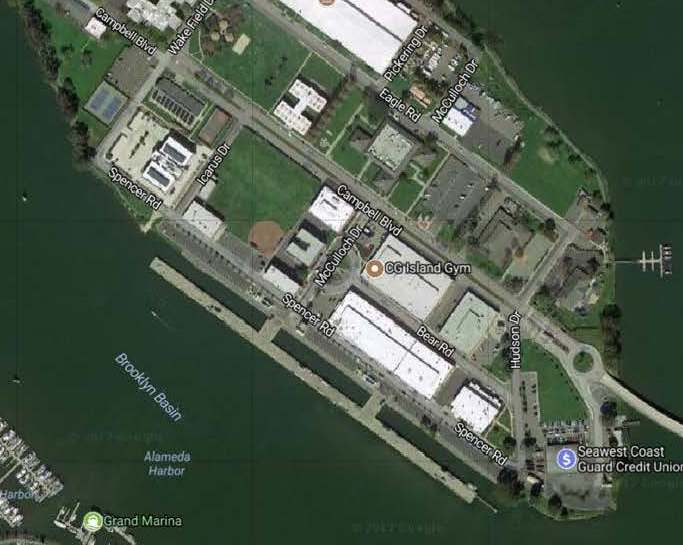 Campbell Blvd
Wake Field D
Pickering Dr
Eagle Rd
McCulloch Dr
Icarus Dr
Spencer Rd
Campbell Blvd
McCulloch Dr
CG Island Gym
Spencer Rd
Bear Rd
Hudson Dr
Brooklyn Basin
Spencer Rd
Seawest Coast
Guard Credit Union
Alameda
Harbor
Harbor
Grand Marina